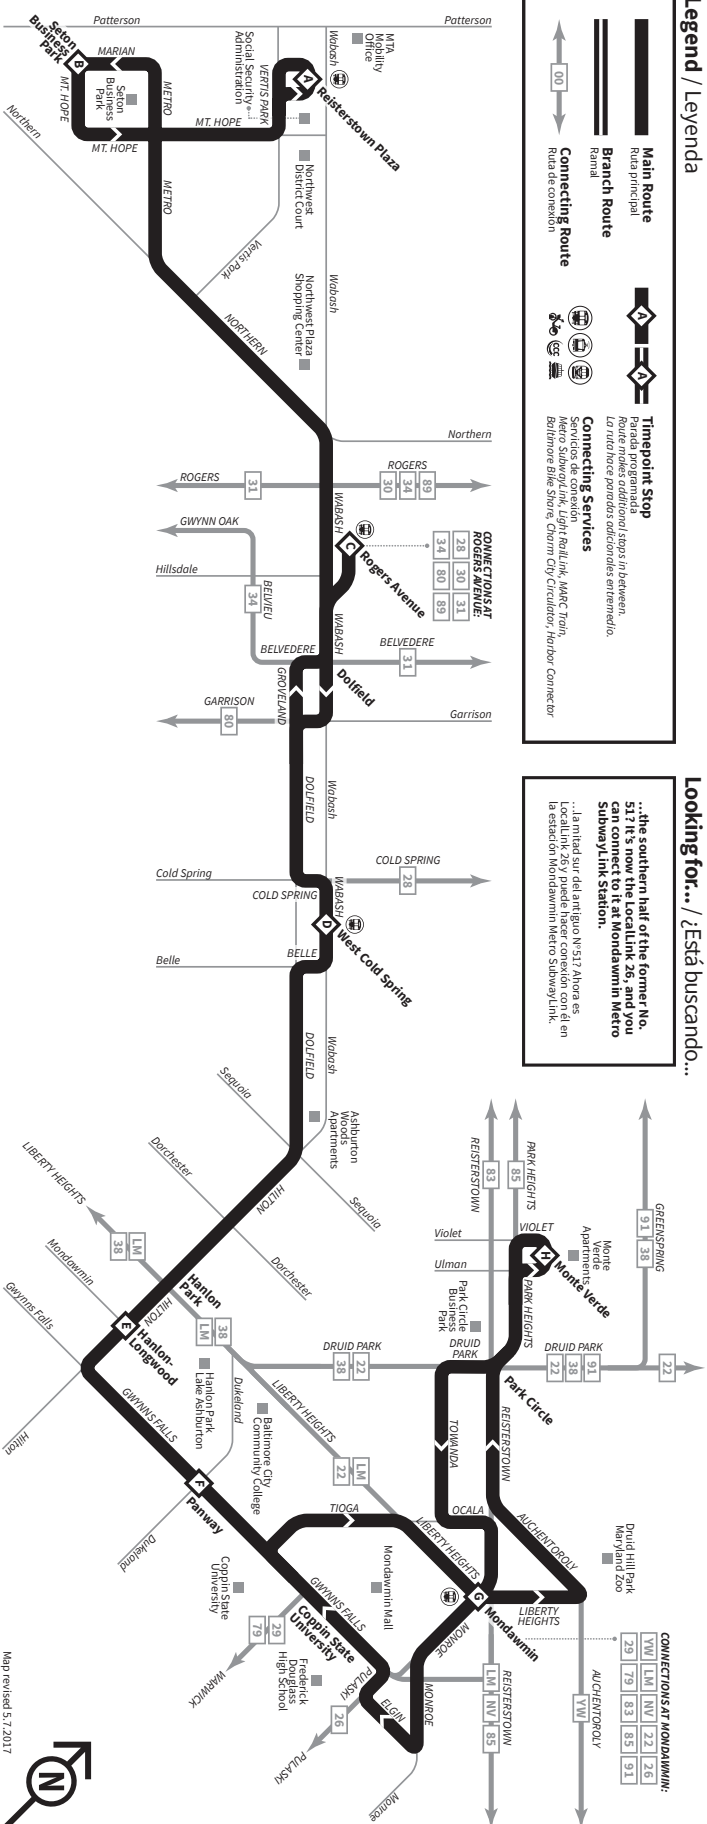 Legend / Leyenda
Main Route
Ruta principal
Branch Route
Ramal
00
Connecting Route
Ruta de conexión
A
A
Timepoint Stop
Parada programada
Route makes additional stops in between.
La ruta hace paradas adicionales entremedio.
CCC
Connecting Services
Servicios de conexión
Metro SubwayLink, Light RailLink, MARC Train,
Baltimore Bike Share, Charm City Circulator, Harbor Connector
Looking for... / ¿Está buscando...
...the southern half of the former No.
51? It's now the LocalLink 26, and you
can connect to it at Mondawmin Metro
SubwayLink Station.
...la mitad sur del antiguo N°51? Ahora es
LocalLink 26 y puede hacer conexión con él en
la estación Mondawmin Metro SubwayLink.
Patterson
Patterson
Wabash
MTA
Mobility
Office
A
Reisterstown Plaza
VERTIS PARK
Social Security
Administration
Seton
Business
Park
B
MARIAN
MT. HOPE
Seton
Business
Park
METRO
MT. HOPE
MT. HOPE
METRO
Northern
Northwest
District Court
Vertis Park
Wabash
Northwest Plaza
Shopping Center
NORTHERN
Northern
ROGERS
31
ROGERS
30
34
89
WABASH
GWYNN OAK
C
Rogers Avenue
CONNECTIONS AT
ROGERS AVENUE:
28
30
31
34
80
89
Hillsdale
34
BELVIEU
WABASH
BELVEDERE
BELVEDERE
31
Dolfield
GROVELAND
GARRISON
80
Garrison
DOLFIELD
Wabash
Cold Spring
COLD SPRING
28
COLD SPRING
WABASH
D
West Cold Spring
BELLE
Belle
DOLFIELD
Wabash
Sequoia
Ashburton
Woods
Apartments
Sequoia
Dorchester
HILTON
Dorchester
LIBERTY HEIGHTS
38
LM
Mondawmin
Hanlon
Park
HILTON
LM
38
Gwynns Falls
E
Hanlon-
Longwood
Hilton
GWYNNS FALLS
Hanlon Park
Lake Ashburton
Dukeland
DRUID PARK
38
22
LIBERTY HEIGHTS
Baltimore City
Community College
22
LM
F
Panway
Dukeland
TIOGA
LIBERTY HEIGHTS
GWYNNS FALLS
Coppin State
University
Coppin State
University
79
29
WARWICK
Mondawmin Mall
Frederick
Douglass
High School
PULASKI
26
PULASKI
ELGIN
MONROE
MONROE
Monroe
REISTERSTOWN
83
PARK HEIGHTS
85
GREENSPRING
91
38
VIOLET
Violet
H
Monte Verde
Monte
Verde
Apartments
Ulman
PARK HEIGHTS
Park Circle
Business
Park
DRUID
PARK
DRUID PARK
22
38
91
22
Park Circle
TOWANDA
REISTERSTOWN
OCALA
AUCHENTOROLY
Druid Hill Park
Maryland Zoo
G
Mondawmin
LIBERTY
HEIGHTS
LM
NV
85
REISTERSTOWN
YW
AUCHENTOROLY
CONNECTIONS AT MONDAWMIN:
YW
LM
NV
22
26
29
79
83
85
91
N
Map revised 5.7.2017